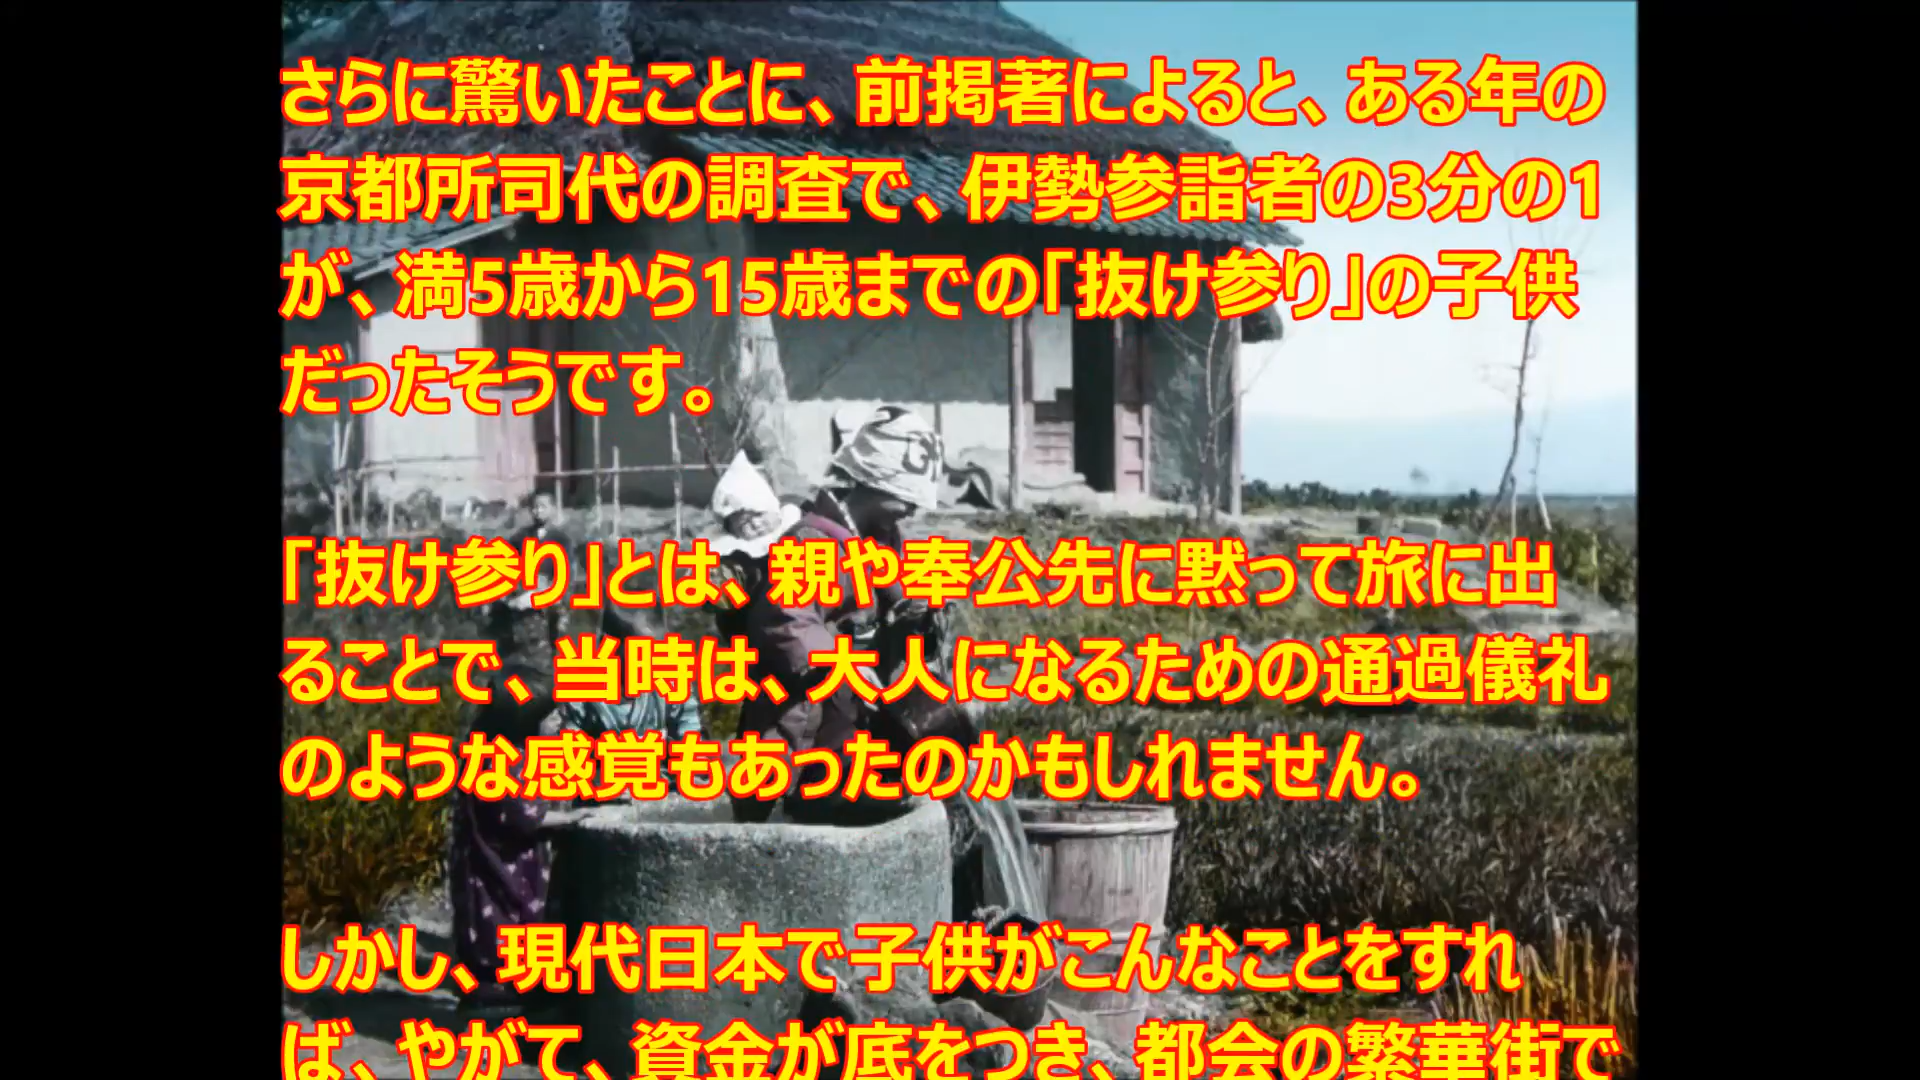 さらに驚いたことに、前掲著によると、ある年の
京都所司代の調査で、伊勢参詣者の3分の1
が、満5歳から15歳までの「抜け参り」の子供
だったそうです。
「抜け参り」とは、親や奉公先に黙って旅に出
ることで、当時は、大人になるための通過儀礼
のような感覚もあったのかもしれません。
しかし、現代日本で子供がこんなことをすれ
ば、やがて、資金が底をつき、都会の繁華街で